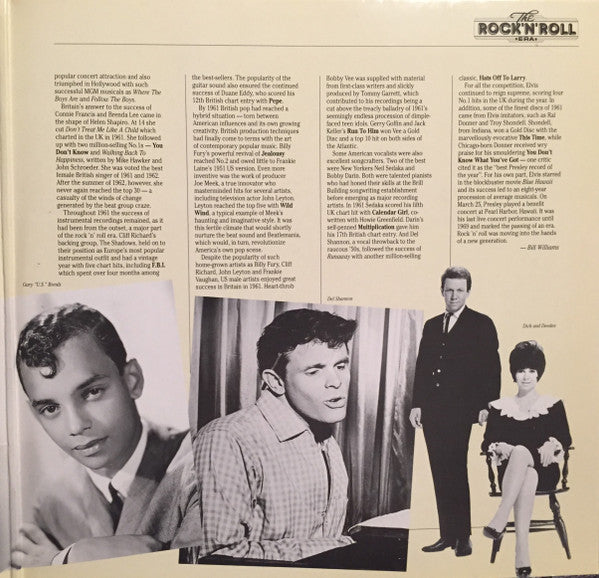 The
ROCK'N'ROLL
•ERA•
popular concert attraction and also
triumphed in Hollywood with such
successful MGM musicals as Where The
Boys Are and Follow The Boys.
Britain's answer to the success of
Connie Francis and Brenda Lee came in
the shape of Helen Shapiro. At 14 she
cut Don't Treat Me Like A Child which
charted in the UK in 1961. She followed
up with two million-selling No.1s — You
Don't Know and Walking Back To
Happiness, written by Mike Hawker and
John Schroeder. She was voted the best
female British singer of 1961 and 1962.
After the summer of 1962, however, she
never again reached the top 30 — a
casualty of the winds of change
generated by the beat group craze.
Throughout 1961 the success of
instrumental recordings remained, as it
had been from the outset, a major part
of the rock 'n' roll era. Cliff Richard's
backing group, The Shadows, held on to
their position as Europe's most popular
instrumental outfit and had a vintage
year with five chart hits, including F.B.I.
which spent over four months among
the best-sellers. The popularity of the
guitar sound also ensured the continued
success of Duane Eddy, who scored his
12th British chart entry with Pepe.
By 1961 British pop had reached a
hybrid situation — torn between
American influences and its own growing
creativity. British production techniques
had finally come to terms with the art
of contemporary popular music. Billy
Fury's powerful revival of Jealousy
reached No.2 and owed little to Frankie
Laine's (1951 US) version. Even more
inventive was the work of producer
Joe Meek, a true innovator who
masterminded hits for several artists,
including television actor John Leyton.
Leyton reached the top five with Wild
Wind, a typical example of Meek's
haunting and imaginative style. It was
this fertile climate that would shortly
nurture the beat sound and Beatlemania,
which would, in turn, revolutionize
America's own pop scene.
Despite the popularity of such
home-grown artists as Billy Fury, Cliff
Richard, John Leyton and Frankie
Vaughan, US male artists enjoyed great
success in Britain in 1961. Heart-throb
Bobby Vee was supplied with material
from first-class writers and slickly
produced by Tommy Garrett, which
contributed to his recordings being a
cut above the treacly balladry of 1961's
seemingly endless procession of dimple-
faced teen idols. Gerry Goffin and Jack
Keller's Run To Him won Vee a Gold
Disc and a top 10 hit on both sides of
the Atlantic.
Some American vocalists were also
excellent songcrafters. Two of the best
were New Yorkers Neil Sedaka and
Bobby Darin. Both were talented pianists
who had honed their skills at the Brill
Building songwriting establishment
before emerging as major recording
artists. In 1961 Sedaka scored his fifth
UK chart hit with Calendar Girl, co-
written with Howie Greenfield. Darin's
self-penned Multiplication gave him
his 17th British chart entry. And Del
Shannon, a vocal throwback to the
raucous '50s, followed the success of
Runaway with another million-selling
classic, Hats Off To Larry.
For all the competition, Elvis
continued to reign supreme, scoring four
No.1 hits in the UK during the year. In
addition, some of the finest discs of 1961
came from Elvis imitators, such as Ral
Donner and Troy Shondell. Shondell,
from Indiana, won a Gold Disc with the
marvellously evocative This Time, while
Chicago-born Donner received very
praise for his smouldering You Don't
Know What You've Got — one critic
cited it as the "best Presley record of
the year". For his own part, Elvis starred
in the blockbuster movie Blue Hawaii
and its success led to an eight-year
procession of average musicals. On
March 25, Presley played a benefit
concert at Pearl Harbor, Hawaii. It was
his last live concert performance until
1969 and marked the passing of an era.
Rock 'n' roll was moving into the hands
of a new generation.
— Bill Williams
Gary "U.S." Bonds
Del Shannon
Dick and Deedee